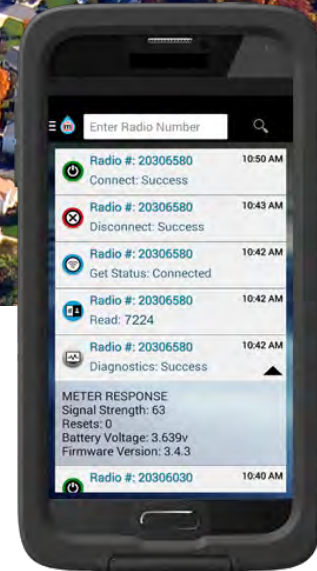 m
Enter Radio Number
Radio #: 20306580 10:50 AM
Connect: Success
Radio #: 20306580 10:43 AM
Disconnect: Success
Radio #: 20306580 10:42 AM
Get Status: Connected
Radio #: 20306580 10:42 AM
Read: 7224
Radio #: 20306580 10:42 AM
Diagnostics: Success
METER RESPONSE
Signal Strength: 63
Resets: 0
Battery Voltage: 3.639v
Firmware Version: 3.4.3
Radio #: 20306030 10:40 AM